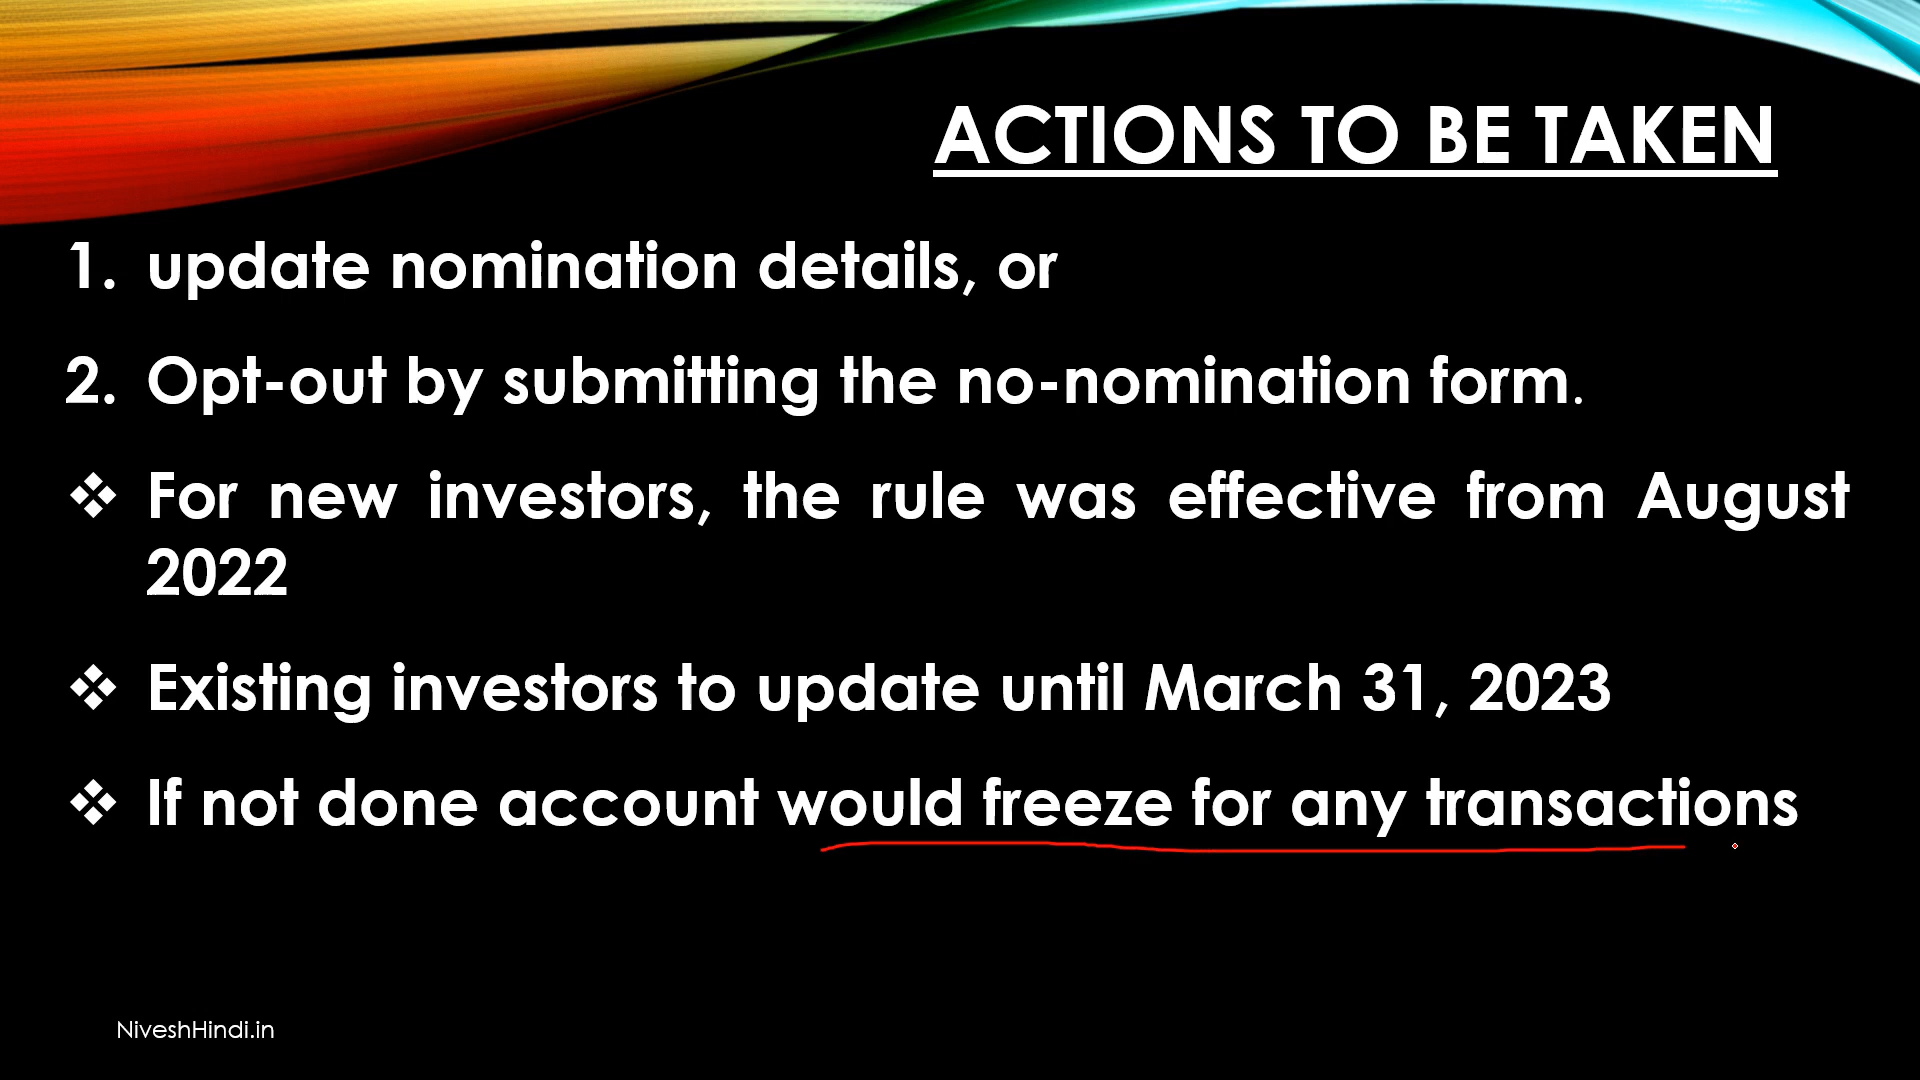 ACTIONS TO BE TAKEN
1. update nomination details, or
2. Opt-out by submitting the no-nomination form.
❖ For new investors, the rule was effective from August
2022
❖ Existing investors to update until March 31, 2023
❖ If not done account would freeze for any transactions
NiveshHindi.in